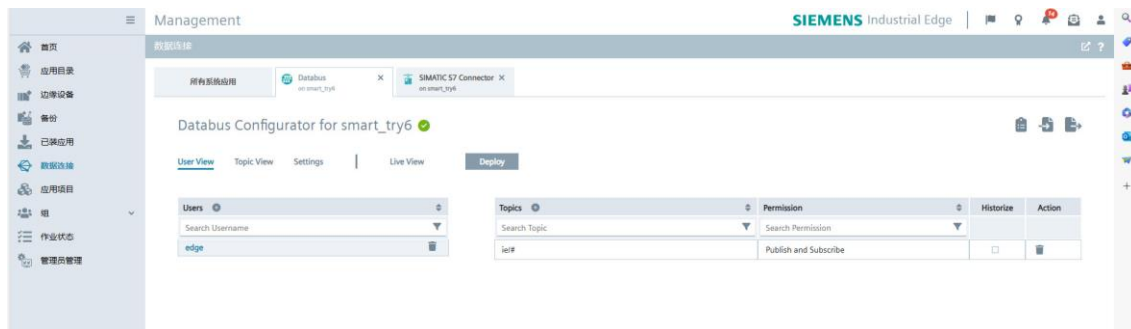 Management
SIEMENS Industrial Edge
首页
数据连接
应用目录
所有系统应用
Databus
on smart_try6
SIMATIC S7 Connector
on smart_try6
边缘设备
备份
Databus Configurator for smart_try6
已装应用
数据连接
User View Topic View Settings Live View Deploy
应用项目
组
Users Topics Permission Historize Action
Search Username Search Topic Search Permission
作业状态
edge ie/# Publish and Subscribe
管理员管理